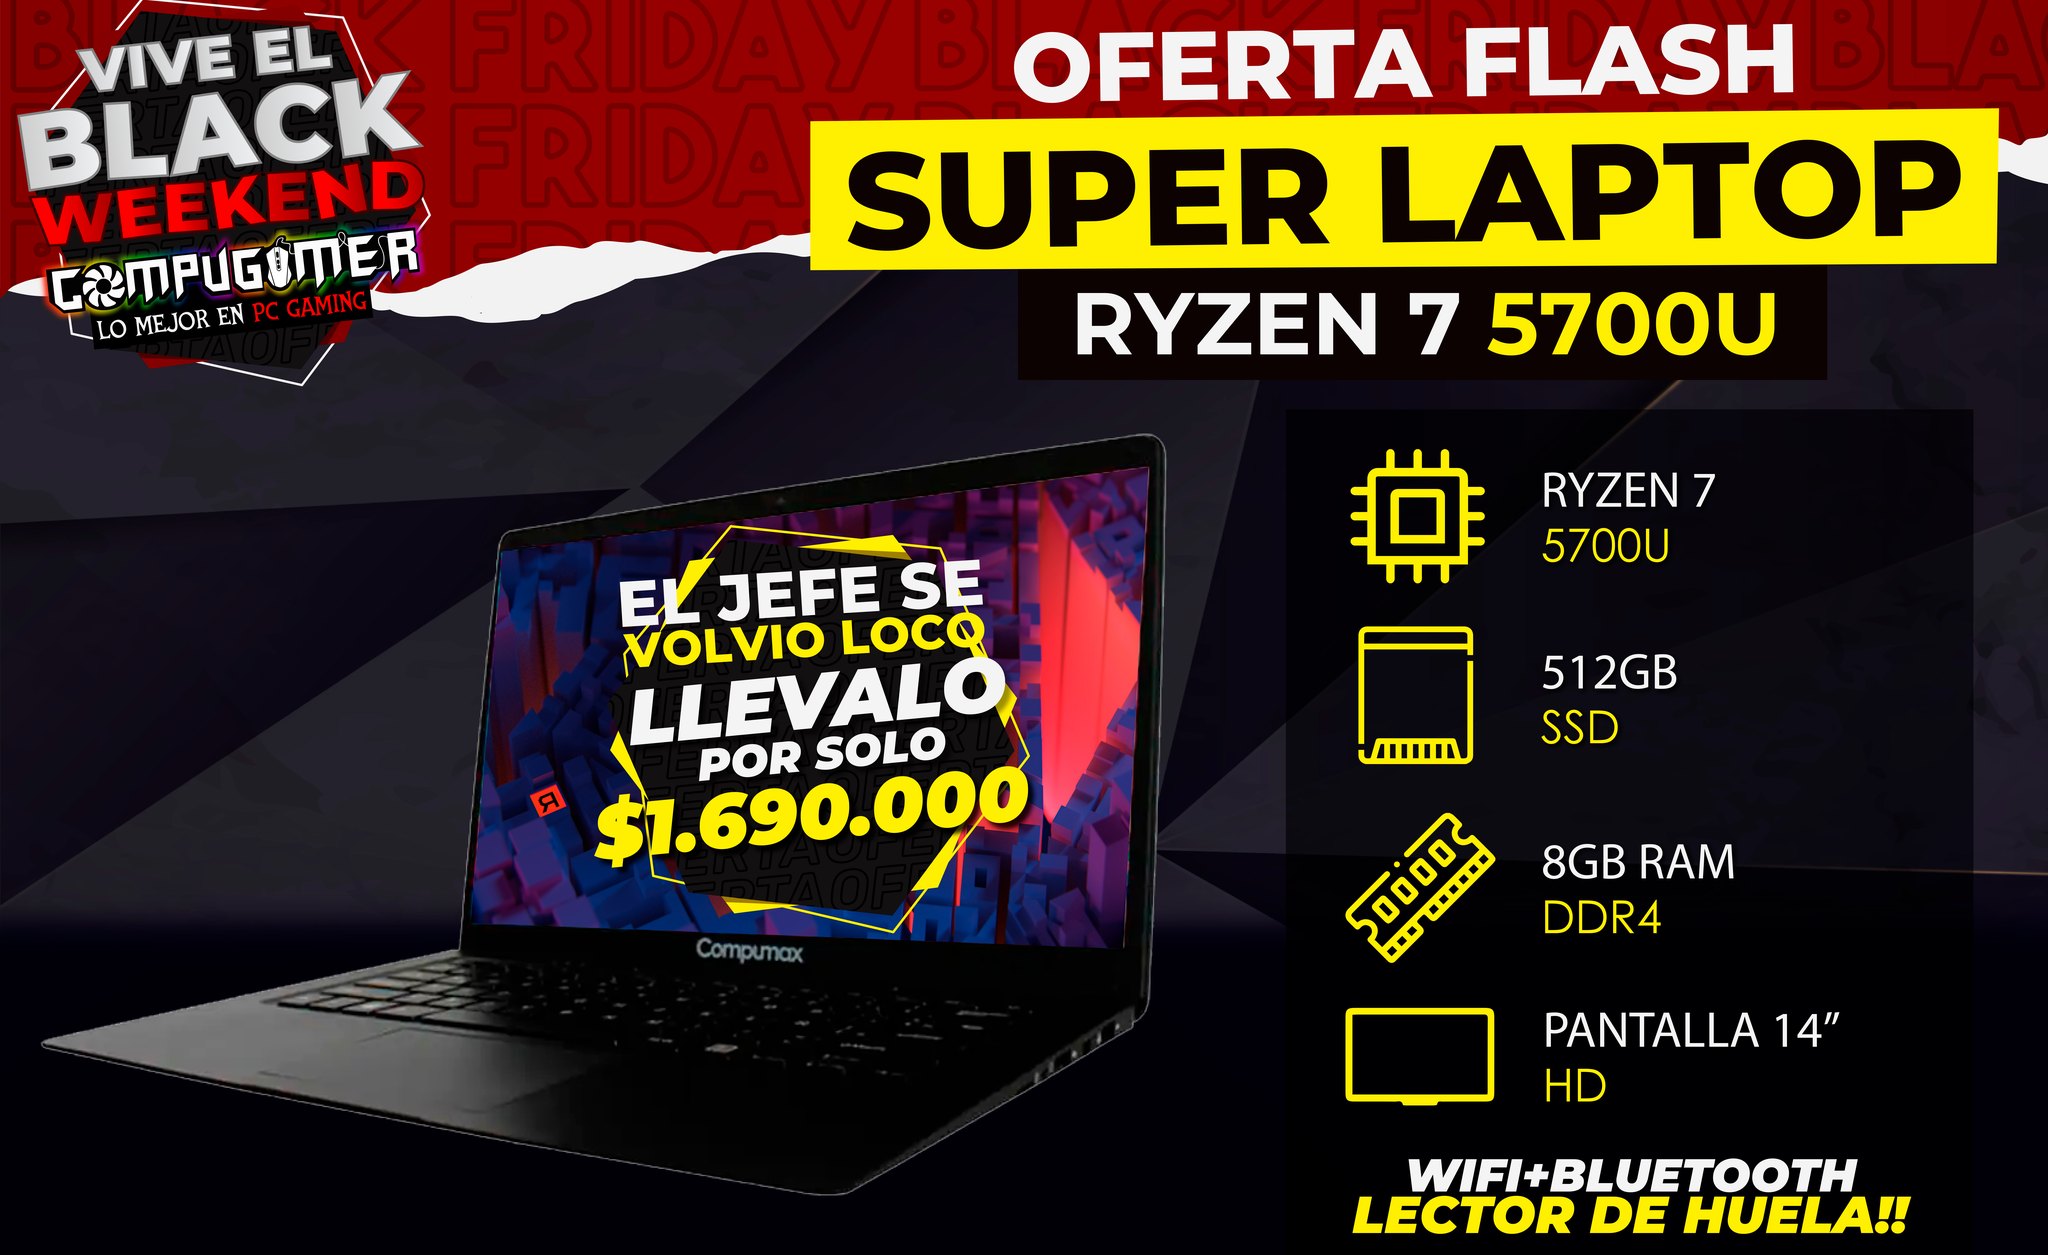 VIVE EL
BLACK
WEEKEND
COMPUGAMER
LO MEJOR EN PC GAMING
OFERTA FLASH
SUPER LAPTOP
RYZEN 7 5700U
EL JEFE SE
VOLVIO LOCO
LLEVALO
POR SOLO
$1.690.000
Compumax
RYZEN 7
5700U
512GB
SSD
8GB RAM
DDR4
PANTALLA 14”
HD
WIFI+BLUETOOTH
LECTOR DE HUELA!!